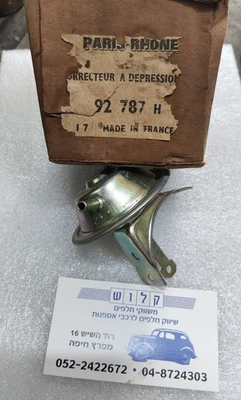 PARIS-RHONE
CORRECTEUR A DEPRESSION
92 787 H
17 MADE IN FRANCE
קלוש
משווקי חלפים
שיווק חלפים לרכבי אספנות
רח' השיש 16
מפרץ חיפה
052-2422672 • 04-8724303